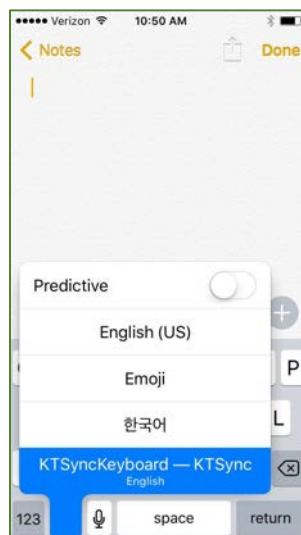 Verizon 10:50 AM
Notes Done
Predictive
English (US)
Emoji
P
한국어
L
KTSyncKeyboard — KTSync
English
123 space return